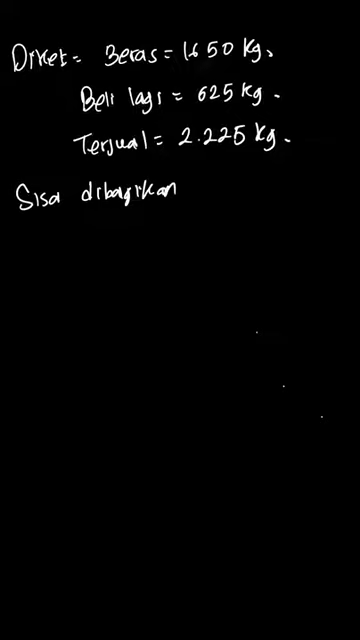 Diket = Beras = 1650 Kg.
Beli lagi = 625 Kg.
Terjual = 2.225 Kg.
Sisa dibagikan